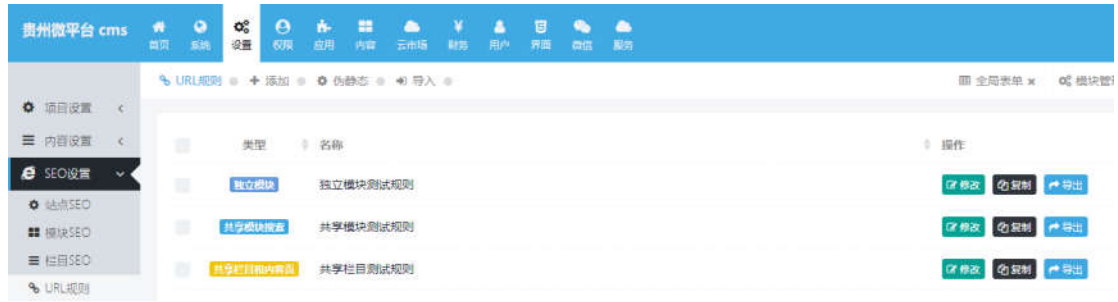 贵州微平台 cms
首页 系统 设置 权限 应用 内容 云市场 财务 用户 界面 微信 服务
URL规则 添加 伪静态 导入 全局表单 × 模块管理
项目设置
内容设置
类型 名称 操作
SEO设置
独立模块 独立模块测试规则 修改 复制 导出
站点SEO
模块SEO
共享模块搜索 共享模块测试规则 修改 复制 导出
栏目SEO
共享栏目和内容页 共享栏目测试规则 修改 复制 导出
URL规则